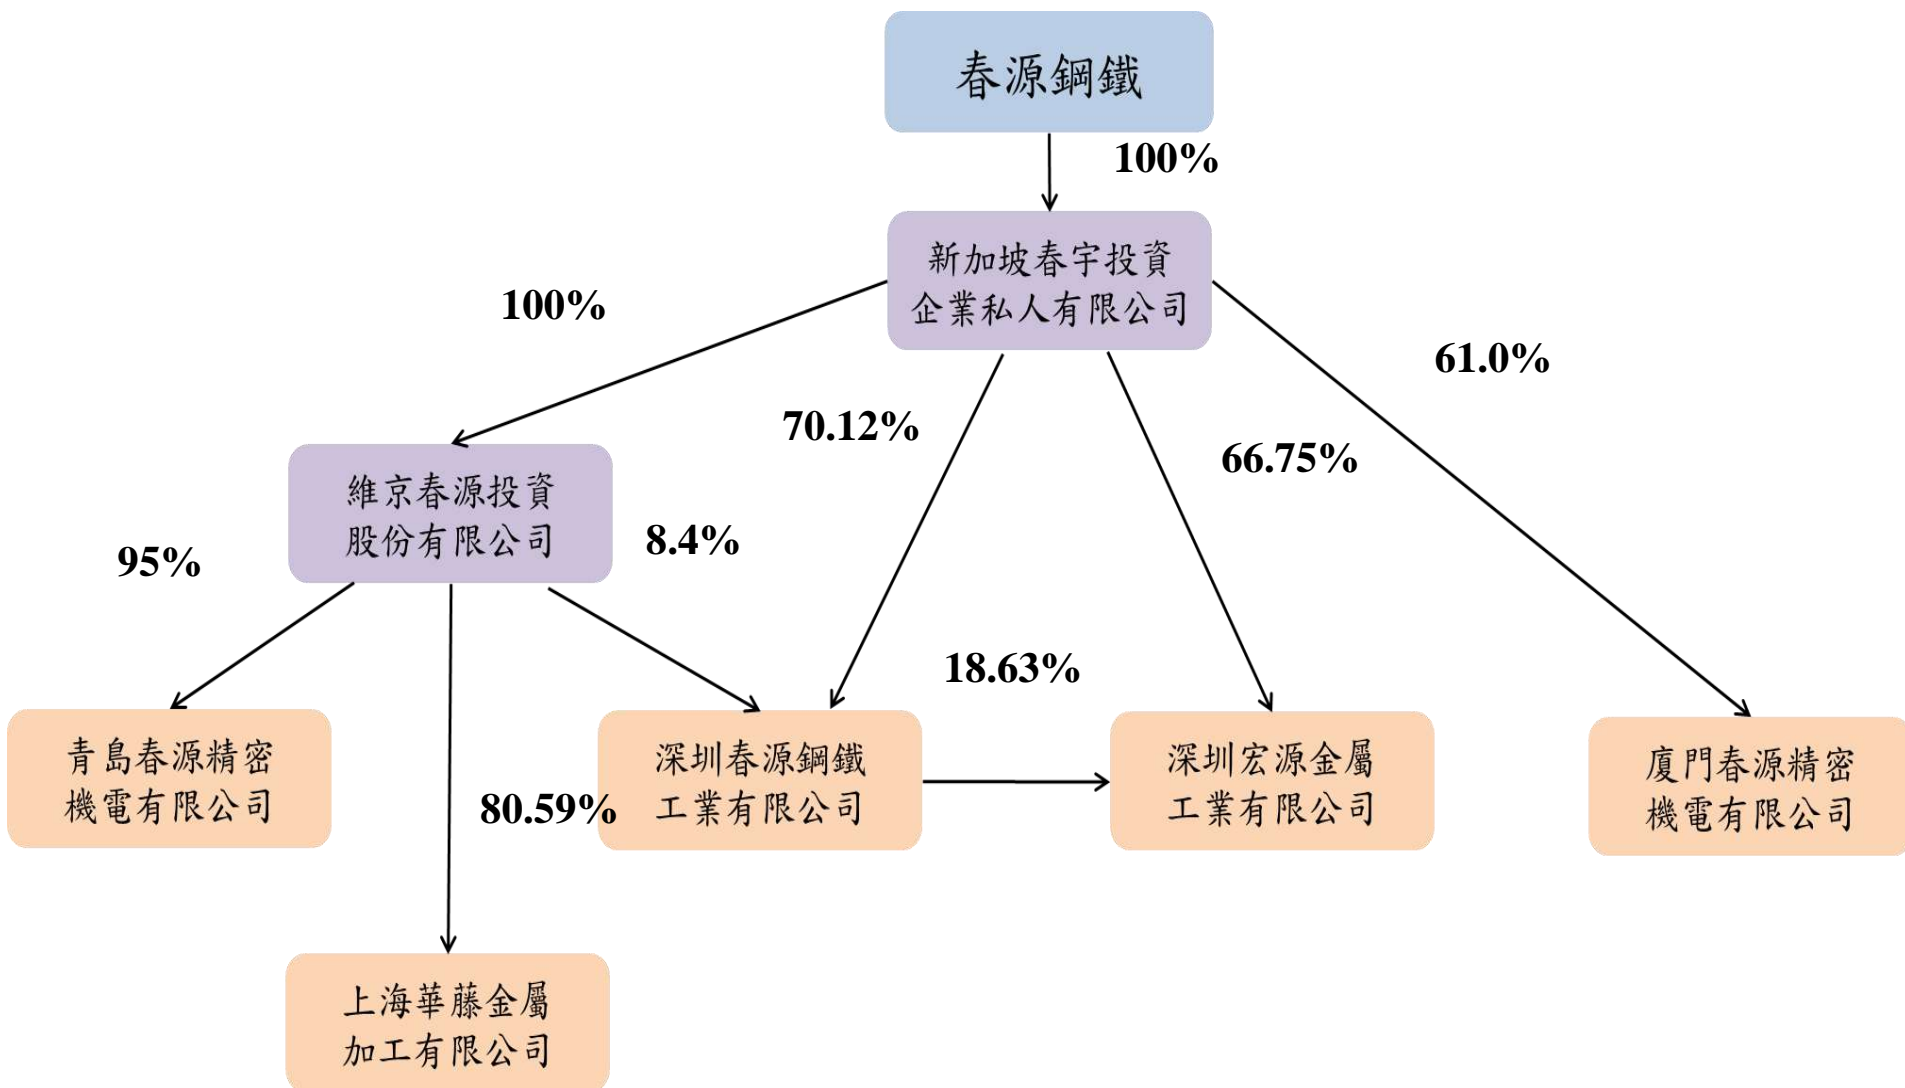 春源鋼鐵
100%
新加坡春宇投資
企業私人有限公司
100%
61.0%
70.12%
66.75%
維京春源投資
股份有限公司
95%
8.4%
18.63%
青島春源精密
機電有限公司
80.59%
深圳春源鋼鐵
工業有限公司
深圳宏源金屬
工業有限公司
廈門春源精密
機電有限公司
上海華藤金屬
加工有限公司